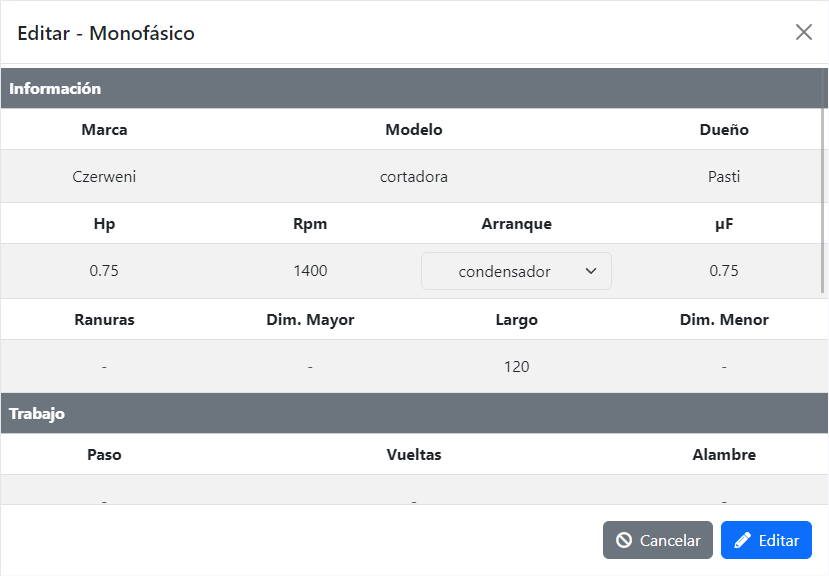 Editar - Monofásico
Información
Marca Modelo Dueño
Czerweni cortadora Pasti
Hp Rpm Arranque µF
0.75 1400 condensador 0.75
Ranuras Dim. Mayor Largo Dim. Menor
- - 120 -
Trabajo
Paso Vueltas Alambre
- - -
Cancelar Editar